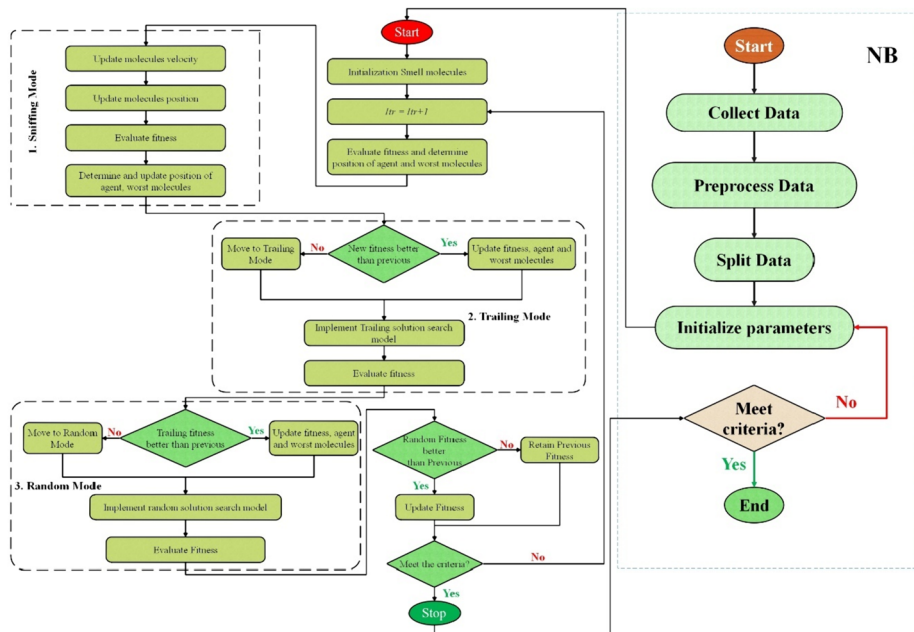 Start
Initialization Smell molecules
Itr = Itr+1
Evaluate fitness and determine
position of agent and worst molecules
1. Sniffing Mode
Update molecules velocity
Update molecules position
Evaluate fitness
Determine and update position of
agent, worst molecules
New fitness better
than previous
No
Yes
Move to Trailing
Mode
Update fitness, agent and
worst molecules
2. Trailing Mode
Implement Trailing solution search
model
Evaluate fitness
Trailing fitness
better than previous
No
Yes
Move to Random
Mode
Update fitness, agent
and worst molecules
3. Random Mode
Implement random solution search model
Evaluate Fitness
Random Fitness
better
than Previous
No
Retain Previous
Fitness
Yes
Update Fitness
Meet the criteria?
No
Yes
Stop
NB
Start
Collect Data
Preprocess Data
Split Data
Initialize parameters
Meet
criteria?
No
Yes
End